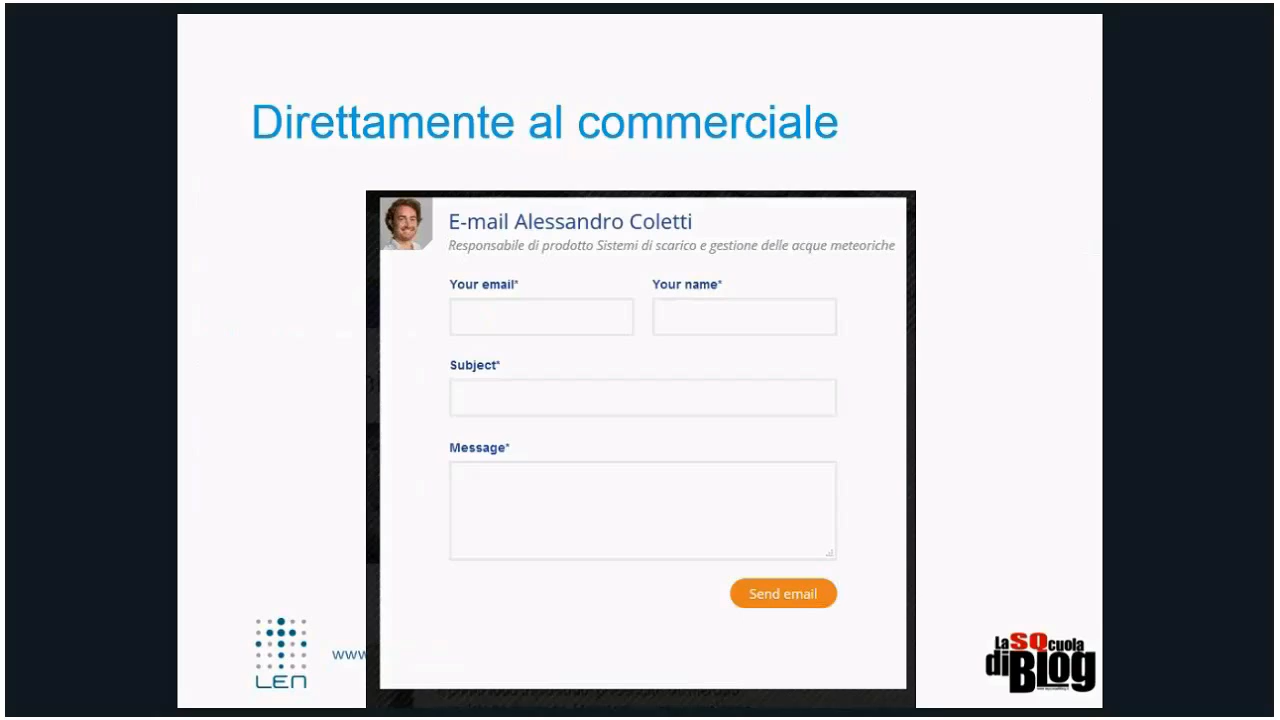 Direttamente al commerciale
E-mail Alessandro Coletti
Responsabile di prodotto Sistemi di scarico e gestione delle acque meteoriche
Your email* Your name*
Subject*
Message*
Send email
LEN
www
La SQcuola
di BLOG